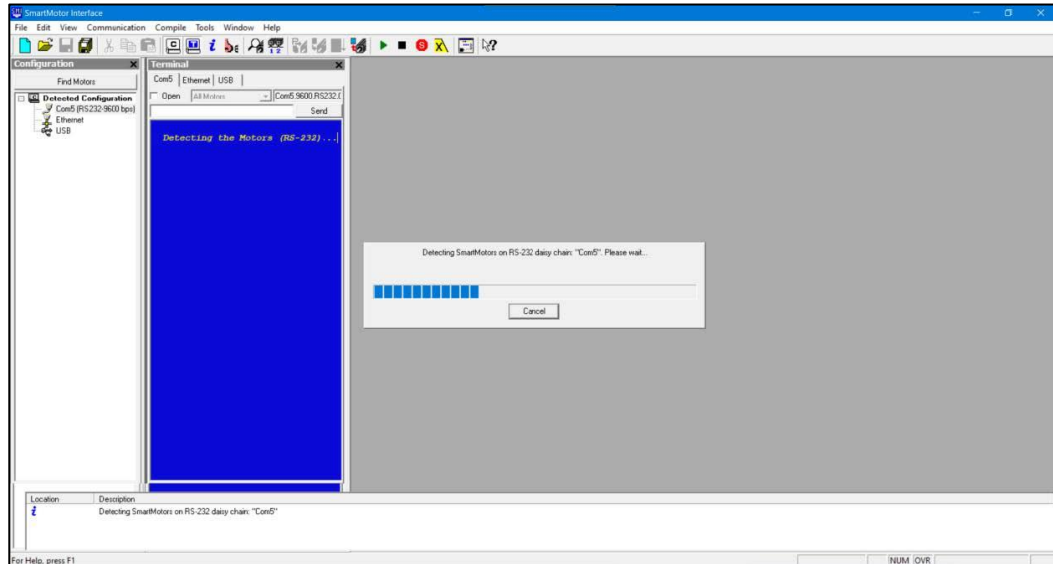 SmartMotor Interface
File Edit View Communication Compile Tools Window Help
Configuration
Terminal
Find Motors
Com5 Ethernet USB
Detected Configuration
Open All Motors Com5.9600.RS232.(
Com5 (RS232-9600 bps)
Send
Ethernet
USB
Detecting the Motors (RS-232)...
Detecting SmartMotors on RS-232 daisy chain: "Com5". Please wait...
Cancel
Location Description
Detecting SmartMotors on RS-232 daisy chain: "Com5"
For Help, press F1
NUM OVR